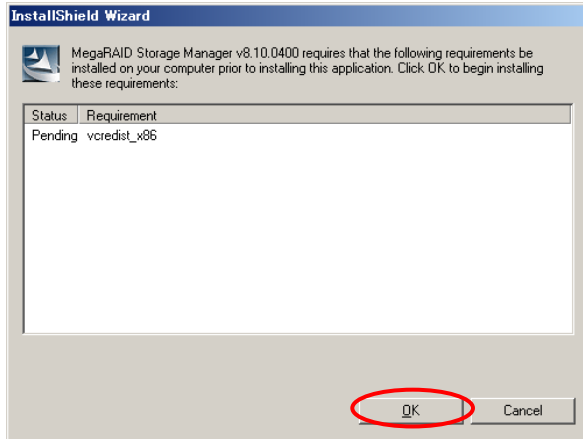 InstallShield Wizard
MegaRAID Storage Manager v8.10.0400 requires that the following requirements be
installed on your computer prior to installing this application. Click OK to begin installing
these requirements:
Status Requirement
Pending vcredist_x86
OK Cancel